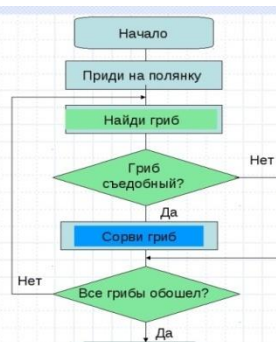 Начало
Приди на полянку
Найди гриб
Гриб
съедобный?
Нет
Да
Сорви гриб
Нет
Все грибы обошел?
Да